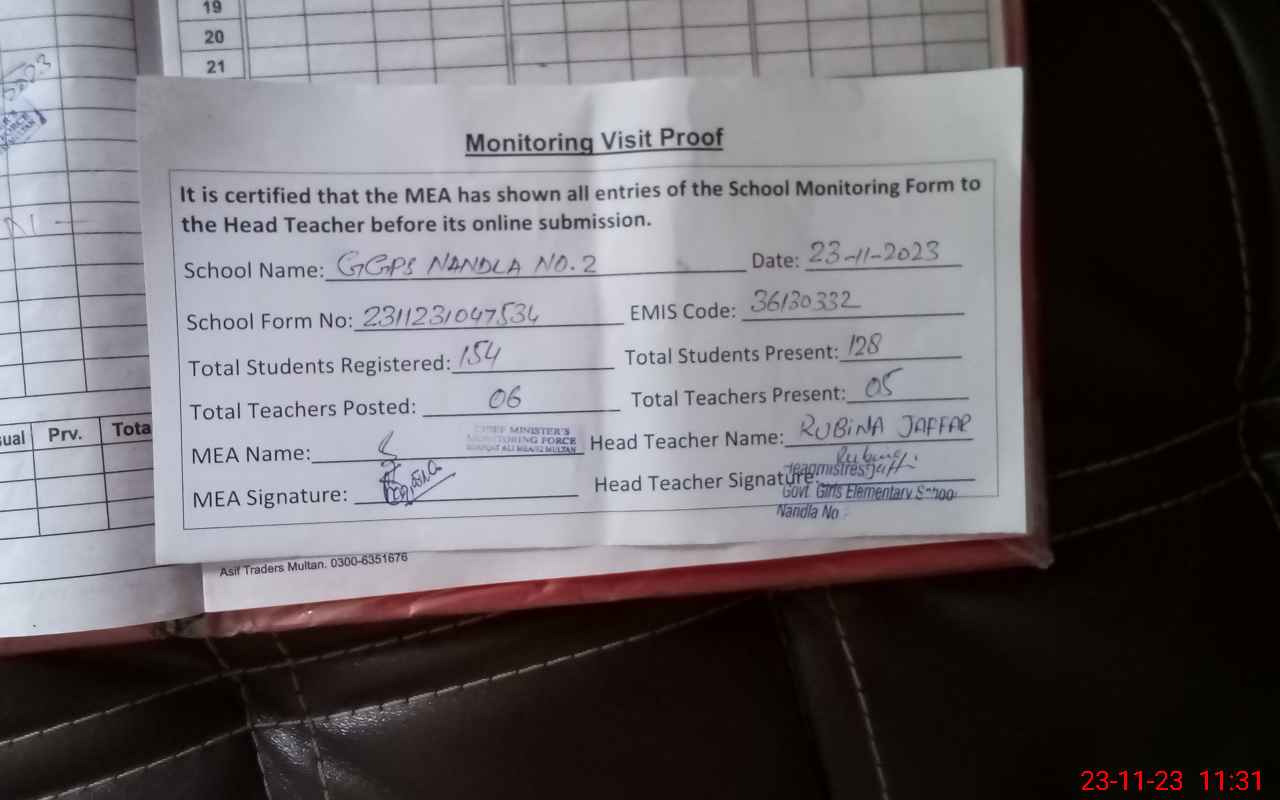 19
20
21
Monitoring Visit Proof
It is certified that the MEA has shown all entries of the School Monitoring Form to
the Head Teacher before its online submission.
School Name: GGPS NANDLA NO. 2 Date: 23-11-2023
School Form No: 2311231047534 EMIS Code: 36130332
Total Students Registered: 154 Total Students Present: 128
Total Teachers Posted: 06 Total Teachers Present: 05
MEA Name: CHIEF MINISTER'S
MONITORING FORCE
MULTAN
Head Teacher Name: RUBINA JAFFAR
MEA Signature: Head Teacher Signature: Rubina Jaffri
Headmistress
Govt. Girls Elementary School
Nandla No
ual Prv. Tota
Asif Traders Multan. 0300-6351676
23-11-23 11:31